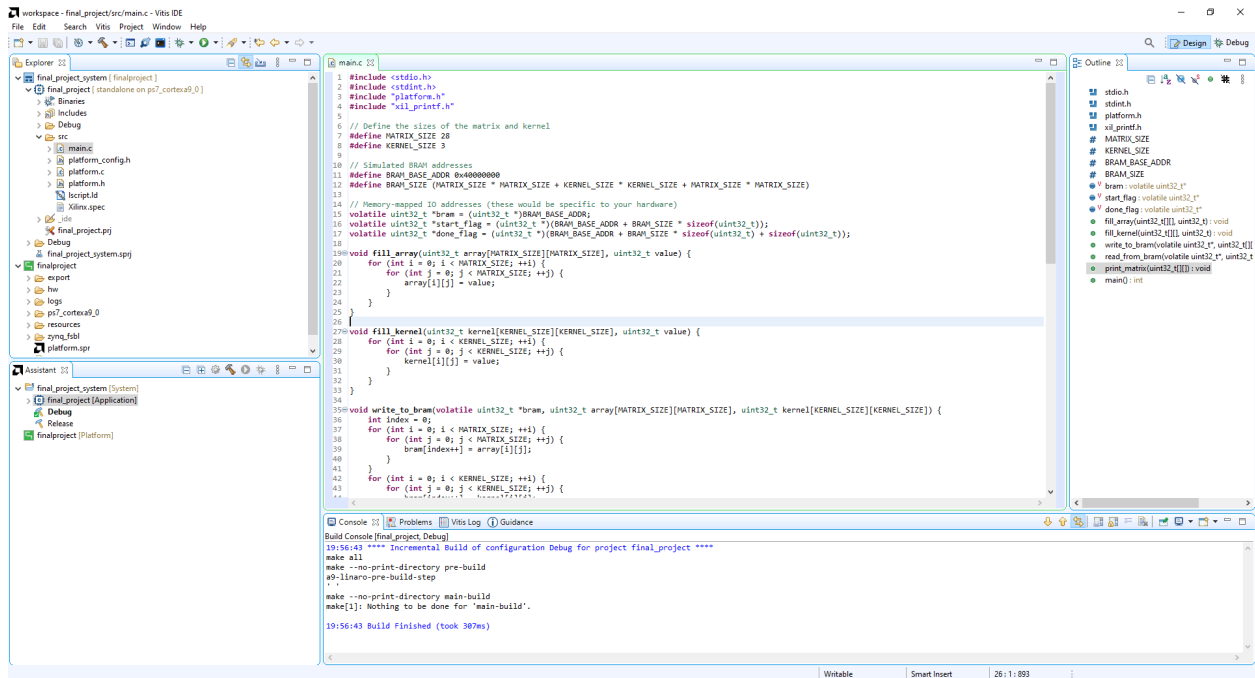 workspace - final_project/src/main.c - Vitis IDE
File Edit Search Vitis Project Window Help
Design Debug
Explorer
final_project_system [ finalproject ]
final_project [ standalone on ps7_cortexa9_0 ]
Binaries
Includes
Debug
src
main.c
platform_config.h
platform.c
platform.h
lscript.ld
Xilinx.spec
_ide
final_project.prj
Debug
final_project_system.sprj
finalproject
export
hw
logs
ps7_cortexa9_0
resources
zynq_fsbl
platform.spr
Assistant
final_project_system [System]
final_project [Application]
Debug
Release
finalproject [Platform]
main.c
1 #include <stdio.h>
2 #include <stdint.h>
3 #include "platform.h"
4 #include "xil_printf.h"
5
6 // Define the sizes of the matrix and kernel
7 #define MATRIX_SIZE 28
8 #define KERNEL_SIZE 3
9
10 // Simulated BRAM addresses
11 #define BRAM_BASE_ADDR 0x40000000
12 #define BRAM_SIZE (MATRIX_SIZE * MATRIX_SIZE + KERNEL_SIZE * KERNEL_SIZE + MATRIX_SIZE * MATRIX_SIZE)
13
14 // Memory-mapped IO addresses (these would be specific to your hardware)
15 volatile uint32_t *bram = (uint32_t *)BRAM_BASE_ADDR;
16 volatile uint32_t *start_flag = (uint32_t *)(BRAM_BASE_ADDR + BRAM_SIZE * sizeof(uint32_t));
17 volatile uint32_t *done_flag = (uint32_t *)(BRAM_BASE_ADDR + BRAM_SIZE * sizeof(uint32_t) + sizeof(uint32_t));
18
19 void fill_array(uint32_t array[MATRIX_SIZE][MATRIX_SIZE], uint32_t value) {
20 for (int i = 0; i < MATRIX_SIZE; ++i) {
21 for (int j = 0; j < MATRIX_SIZE; ++j) {
22 array[i][j] = value;
23 }
24 }
25 }
26
27 void fill_kernel(uint32_t kernel[KERNEL_SIZE][KERNEL_SIZE], uint32_t value) {
28 for (int i = 0; i < KERNEL_SIZE; ++i) {
29 for (int j = 0; j < KERNEL_SIZE; ++j) {
30 kernel[i][j] = value;
31 }
32 }
33 }
34
35 void write_to_bram(volatile uint32_t *bram, uint32_t array[MATRIX_SIZE][MATRIX_SIZE], uint32_t kernel[KERNEL_SIZE][KERNEL_SIZE]) {
36 int index = 0;
37 for (int i = 0; i < MATRIX_SIZE; ++i) {
38 for (int j = 0; j < MATRIX_SIZE; ++j) {
39 bram[index++] = array[i][j];
40 }
41 }
42 for (int i = 0; i < KERNEL_SIZE; ++i) {
43 for (int j = 0; j < KERNEL_SIZE; ++j) {
Outline
stdio.h
stdint.h
platform.h
xil_printf.h
MATRIX_SIZE
KERNEL_SIZE
BRAM_BASE_ADDR
BRAM_SIZE
bram : volatile uint32_t*
start_flag : volatile uint32_t*
done_flag : volatile uint32_t*
fill_array(uint32_t[][], uint32_t) : void
fill_kernel(uint32_t[][], uint32_t) : void
write_to_bram(volatile uint32_t*, uint32_t[][
read_from_bram(volatile uint32_t*, uint32_t
print_matrix(uint32_t[][]) : void
main() : int
Console Problems Vitis Log Guidance
Build Console [final_project, Debug]
19:56:43 **** Incremental Build of configuration Debug for project final_project ****
make all
make --no-print-directory pre-build
a9-linaro-pre-build-step
' '
make --no-print-directory main-build
make[1]: Nothing to be done for 'main-build'.
19:56:43 Build Finished (took 307ms)
Writable Smart Insert 26 : 1 : 893